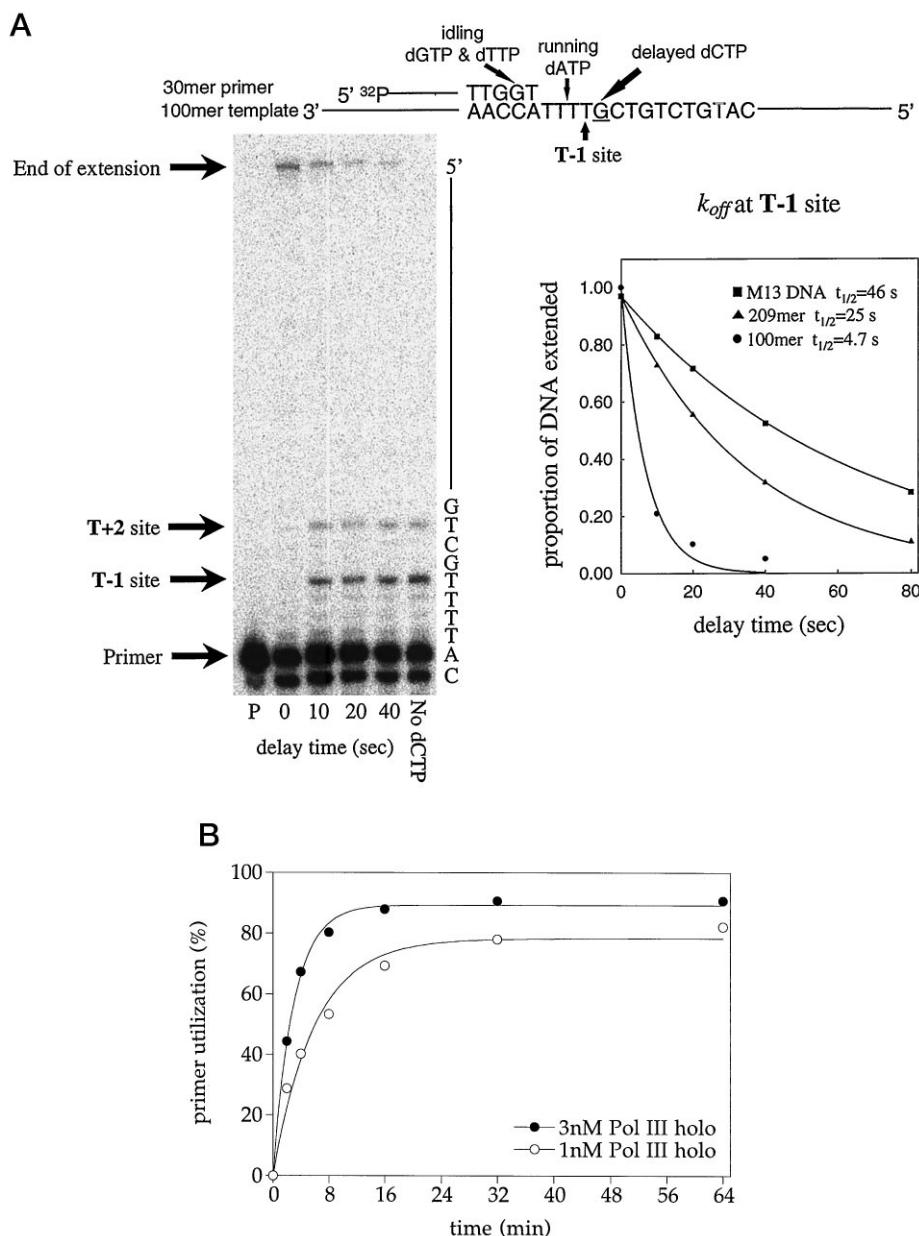 A
idling
dGTP & dTTP
running
dATP
delayed dCTP
30mer primer
5' ³²P
TTGGT
100mer template 3'
AACCATTTTGCTGTCTGTAC
5'
T-1 site
End of extension
5'
G
T
C
G
T
T
T
T
A
C
T+2 site
T-1 site
Primer
P 0 10 20 40 No dCTP
delay time (sec)
k_off at T-1 site
proportion of DNA extended
1.00
0.80
0.60
0.40
0.20
0.00
M13 DNA t1/2=46 s
209mer t1/2=25 s
100mer t1/2=4.7 s
0 20 40 60 80
delay time (sec)
B
primer utilization (%)
100
80
60
40
20
0
3nM Pol III holo
1nM Pol III holo
0 8 16 24 32 40 48 56 64
time (min)